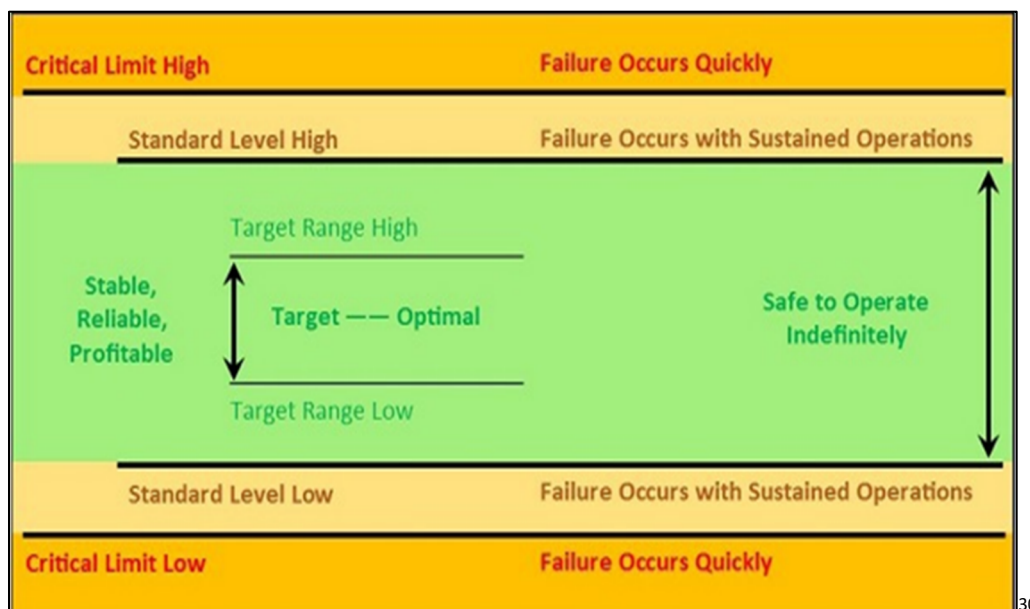 Critical Limit High Failure Occurs Quickly
Standard Level High Failure Occurs with Sustained Operations
Target Range High
Stable,
Reliable,
Profitable
Target —— Optimal
Safe to Operate
Indefinitely
Target Range Low
Standard Level Low Failure Occurs with Sustained Operations
Critical Limit Low Failure Occurs Quickly